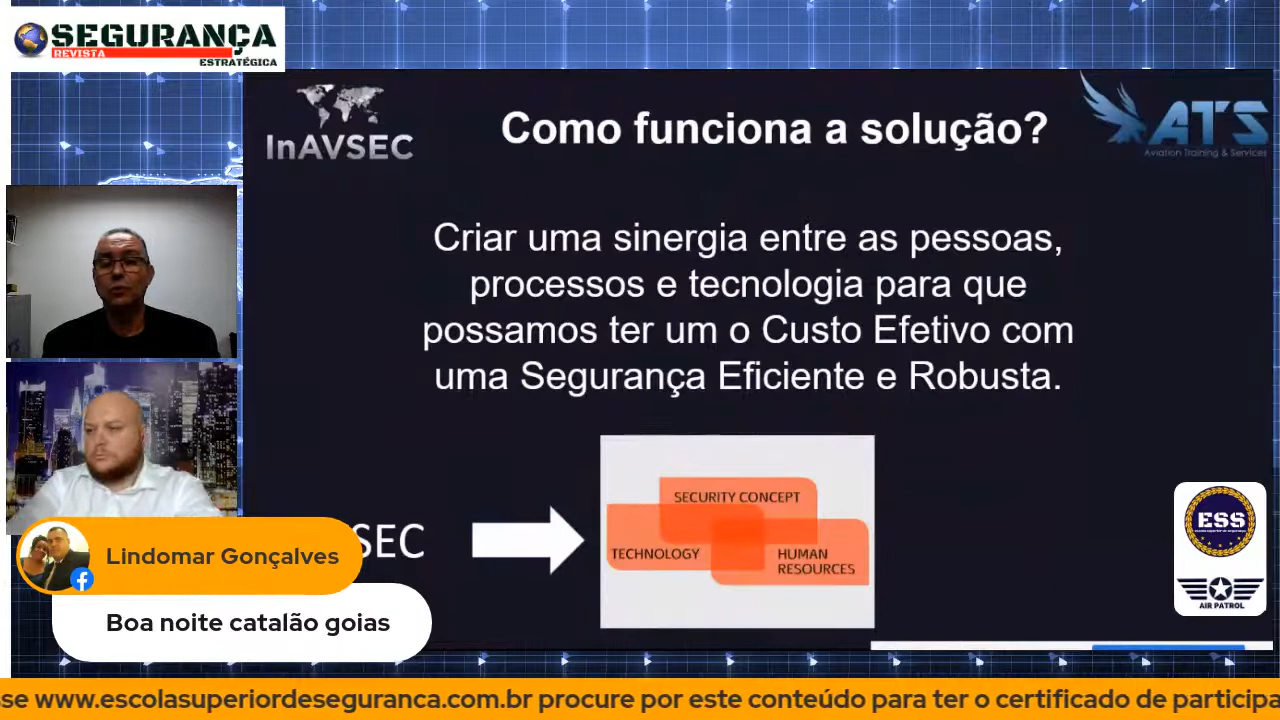 SEGURANÇA
REVISTA
ESTRATÉGICA
InAVSEC
Como funciona a solução?
ATS
Aviation Training & Services
Criar uma sinergia entre as pessoas,
processos e tecnologia para que
possamos ter um o Custo Efetivo com
uma Segurança Eficiente e Robusta.
SEC
SECURITY CONCEPT
TECHNOLOGY
HUMAN
RESOURCES
ESS
AIR PATROL
Lindomar Gonçalves
Boa noite catalão goias
sse www.escolasuperiordeseguranca.com.br procure por este conteúdo para ter o certificado de participa